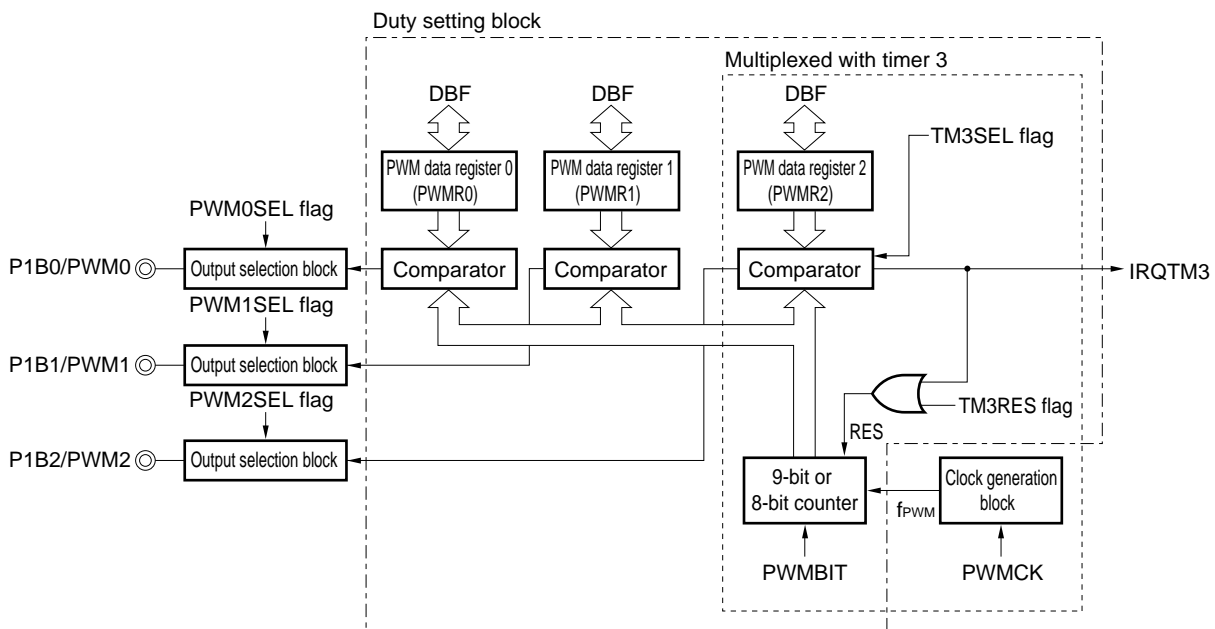 Duty setting block
Multiplexed with timer 3
DBF
DBF
DBF
TM3SEL flag
PWM data register 0
(PWMR0)
PWM data register 1
(PWMR1)
PWM data register 2
(PWMR2)
PWM0SEL flag
P1B0/PWM0
Output selection block
Comparator
Comparator
Comparator
IRQTM3
PWM1SEL flag
P1B1/PWM1
Output selection block
PWM2SEL flag
TM3RES flag
RES
P1B2/PWM2
Output selection block
9-bit or
8-bit counter
fPWM
Clock generation
block
PWMBIT
PWMCK